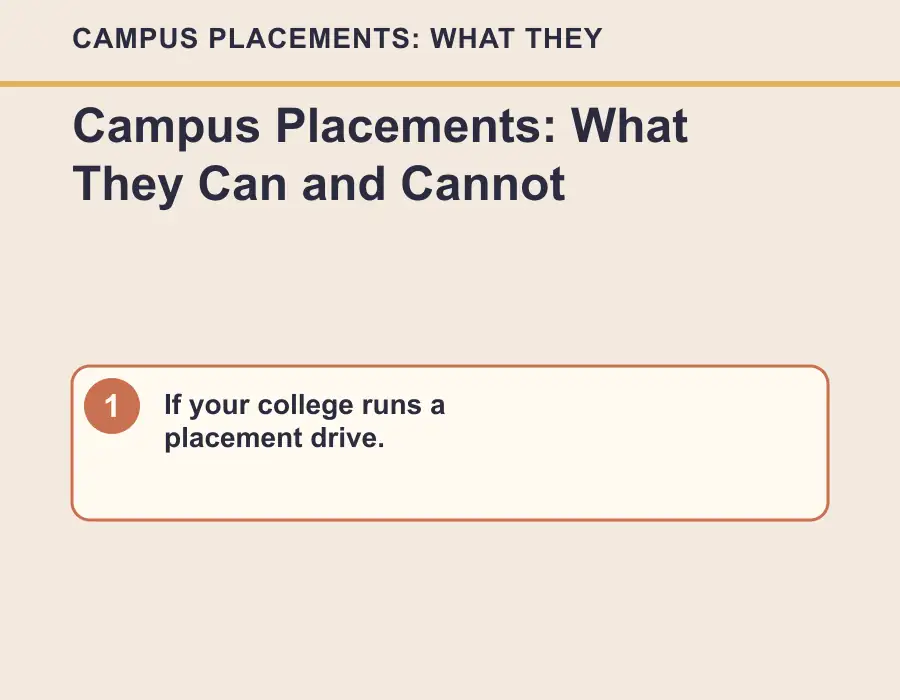 CAMPUS PLACEMENTS: WHAT THEY
Campus Placements: What
They Can and Cannot
1
If your college runs a
placement drive.